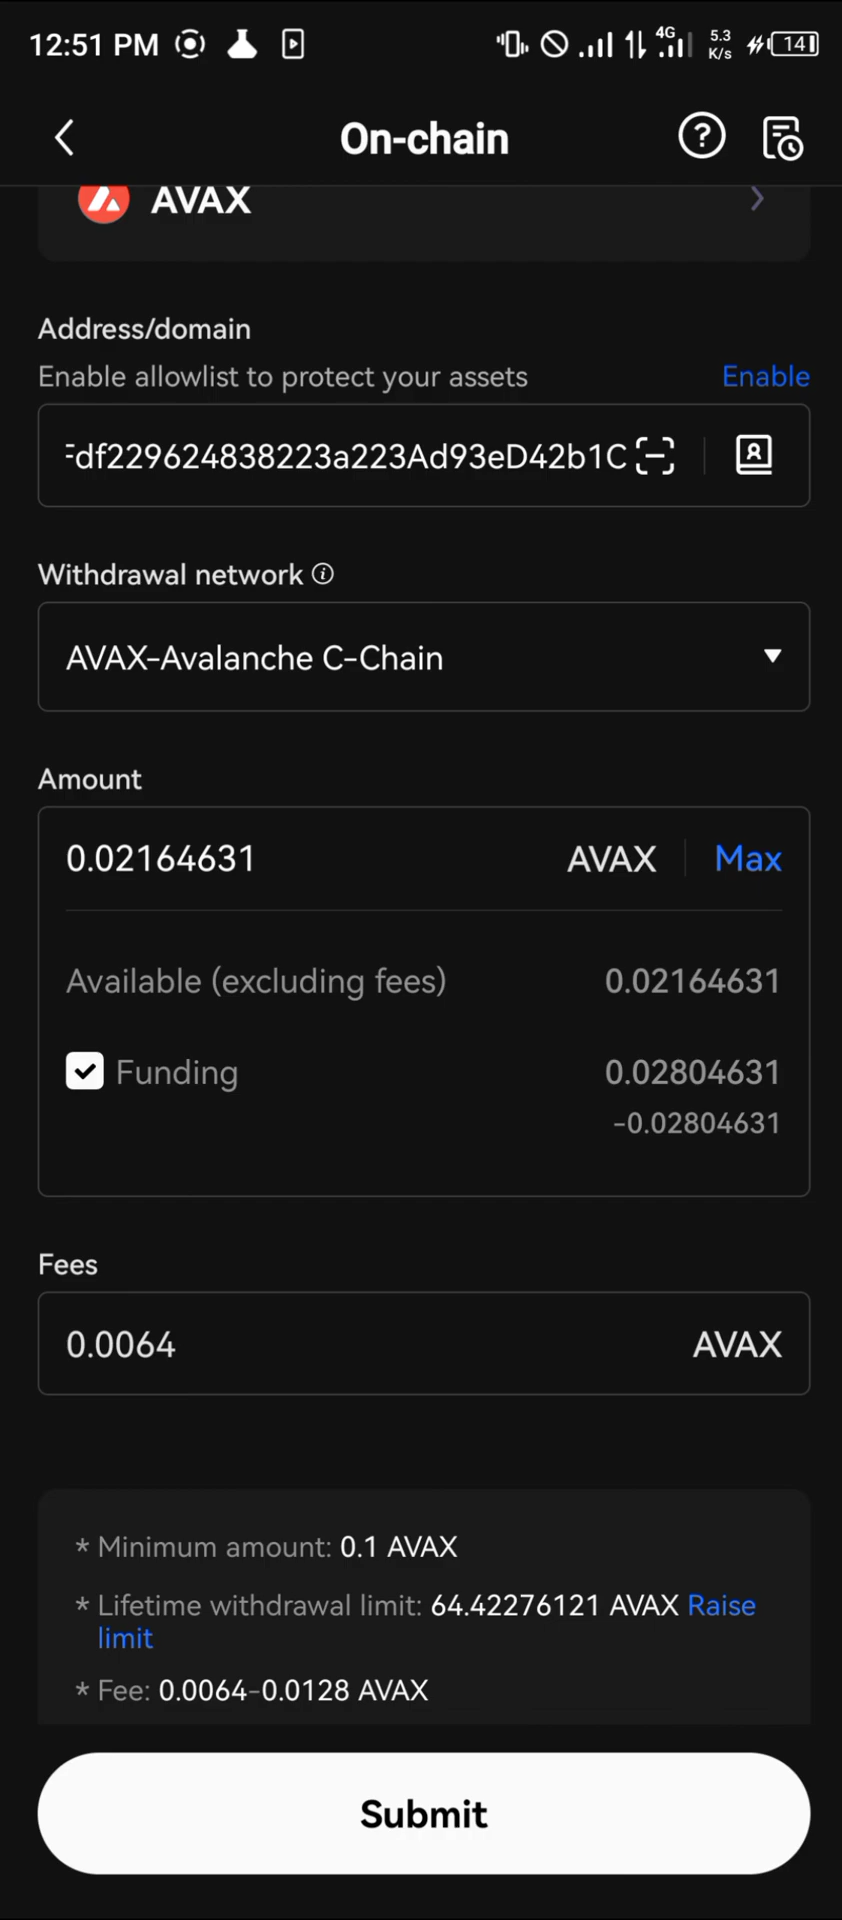 12:51 PM 4G 5.3 K/s 14
On-chain
AVAX
Address/domain
Enable allowlist to protect your assets Enable
df229624838223a223Ad93eD42b1C
Withdrawal network
AVAX-Avalanche C-Chain
Amount
0.02164631 AVAX Max
Available (excluding fees) 0.02164631
Funding 0.02804631
-0.02804631
Fees
0.0064 AVAX
* Minimum amount: 0.1 AVAX
* Lifetime withdrawal limit: 64.42276121 AVAX Raise
limit
* Fee: 0.0064-0.0128 AVAX
Submit